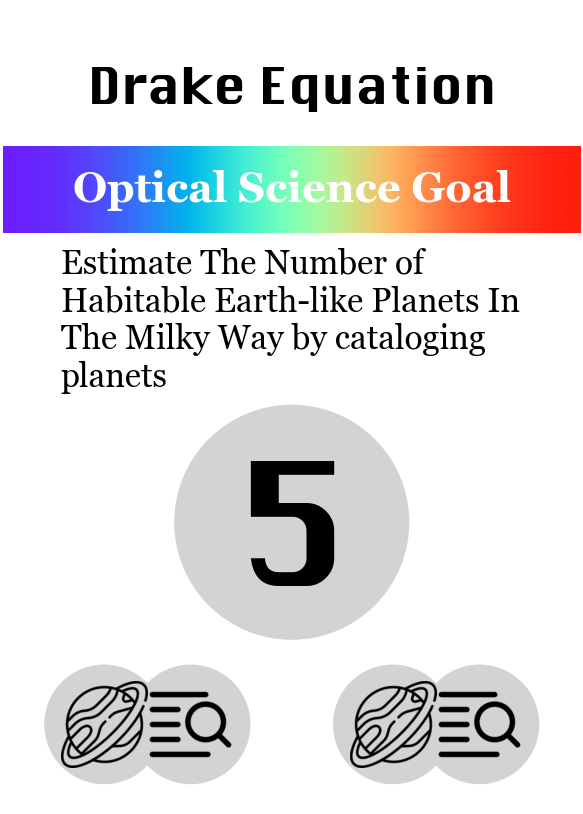 Drake Equation
Optical Science Goal
Estimate The Number of
Habitable Earth-like Planets In
The Milky Way by cataloging
planets
5